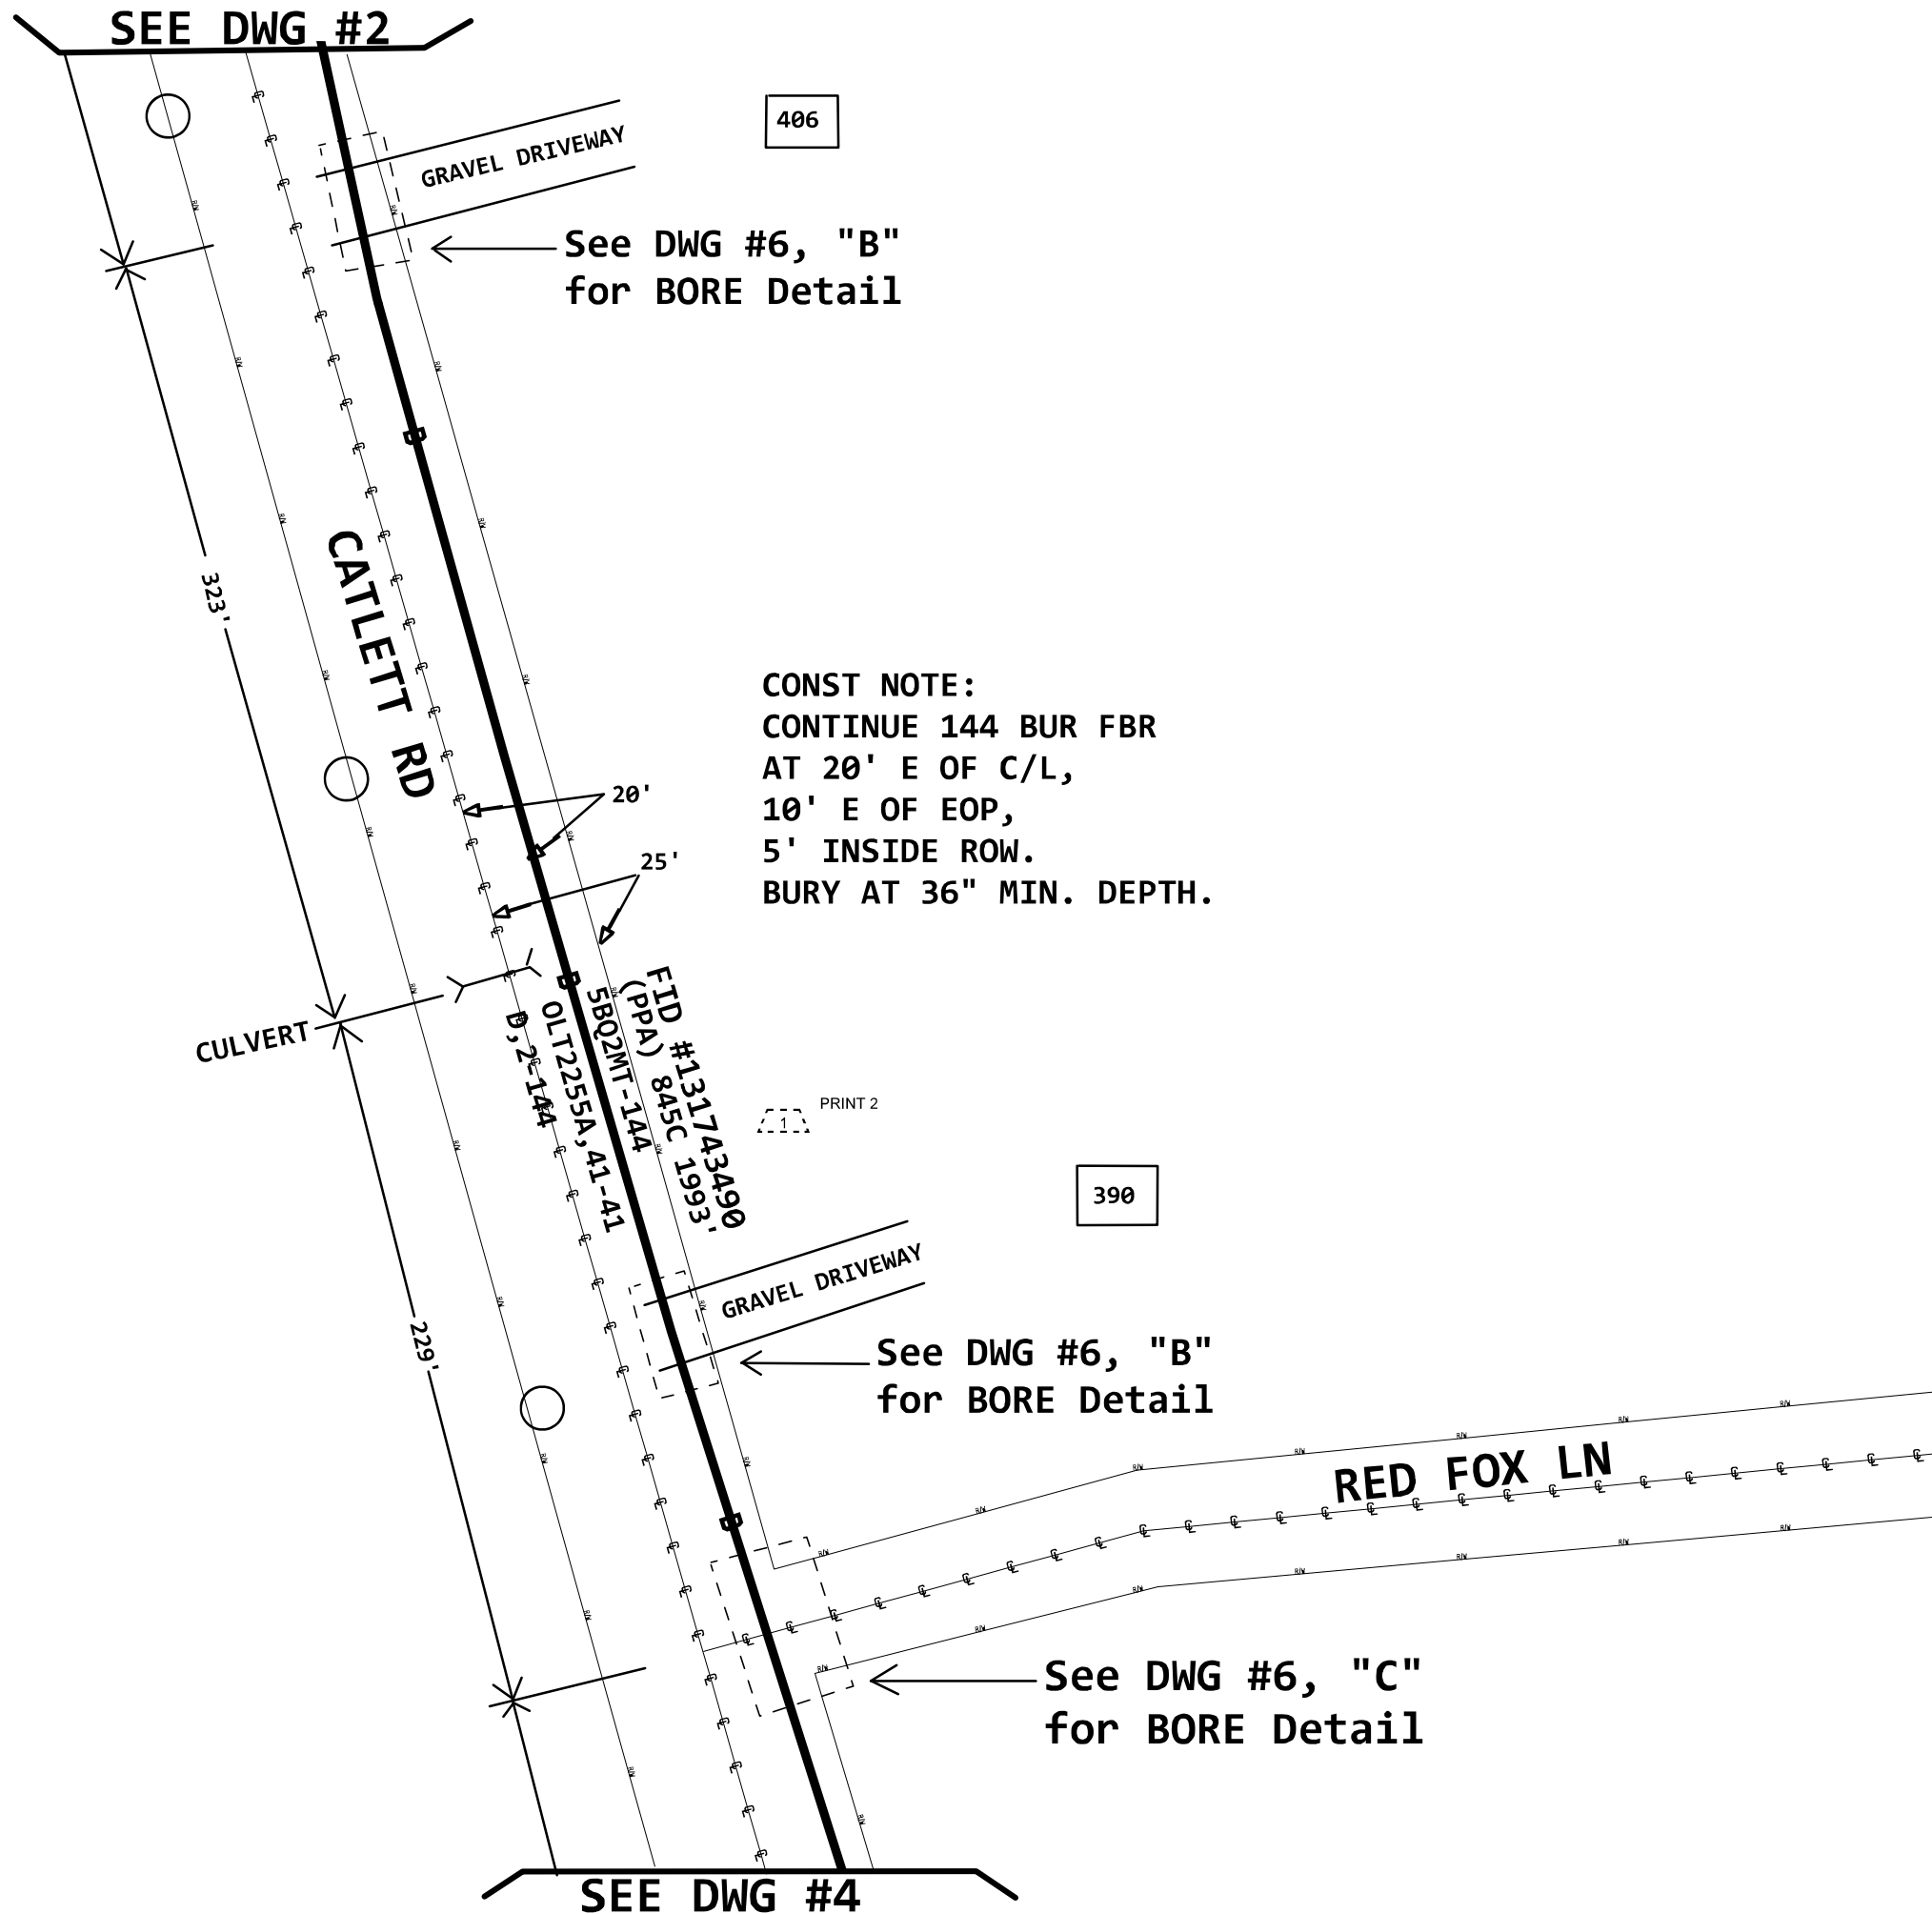 SEE DWG #2
406
GRAVEL DRIVEWAY
See DWG #6, "B"
for BORE Detail
323'
CATLETT RD
CONST NOTE:
CONTINUE 144 BUR FBR
AT 20' E OF C/L,
10' E OF EOP,
5' INSIDE ROW.
BURY AT 36" MIN. DEPTH.
20'
25'
CULVERT
FID #131743490
(PPA) 845C 1993'
5BQ2MT-144
OLT2255A,41-41
D,2-144
B
B
B
PRINT 2
1
390
GRAVEL DRIVEWAY
229'
See DWG #6, "B"
for BORE Detail
RED FOX LN
See DWG #6, "C"
for BORE Detail
SEE DWG #4